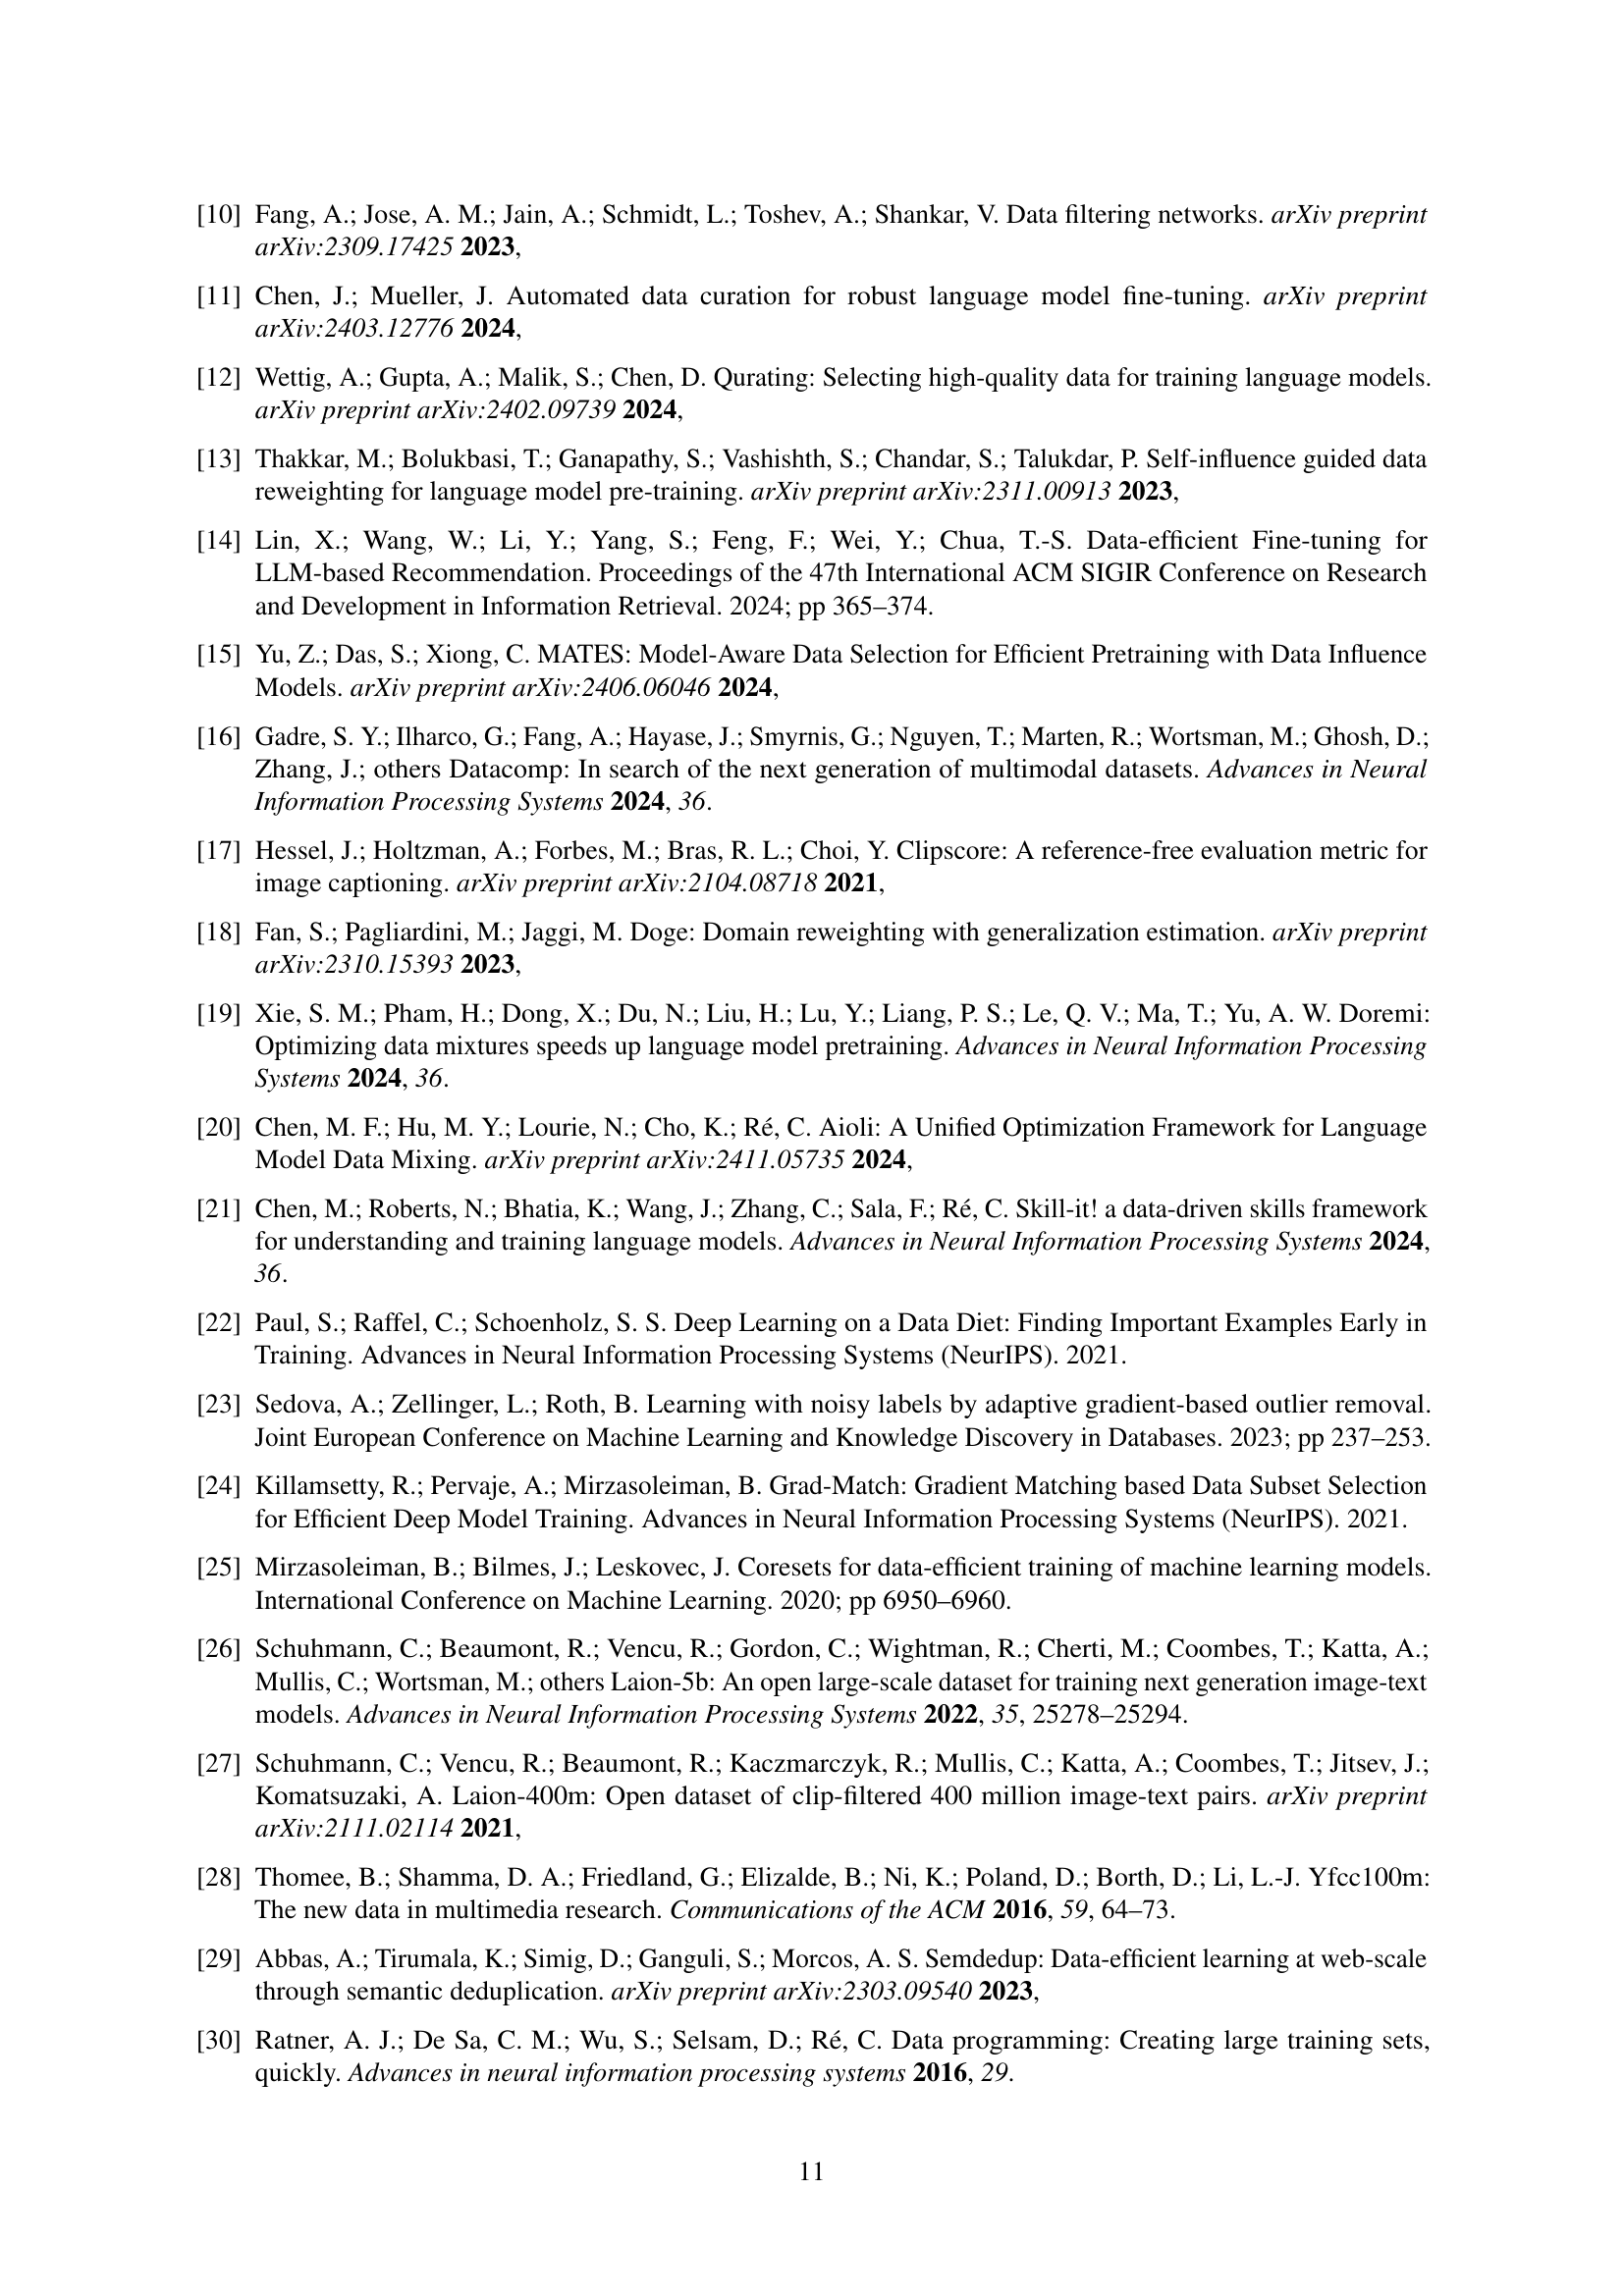 [10] Fang, A.; Jose, A. M.; Jain, A.; Schmidt, L.; Toshev, A.; Shankar, V. Data filtering networks. arXiv preprint
arXiv:2309.17425 2023,
[11] Chen, J.; Mueller, J. Automated data curation for robust language model fine-tuning. arXiv preprint
arXiv:2403.12776 2024,
[12] Wettig, A.; Gupta, A.; Malik, S.; Chen, D. Qurating: Selecting high-quality data for training language models.
arXiv preprint arXiv:2402.09739 2024,
[13] Thakkar, M.; Bolukbasi, T.; Ganapathy, S.; Vashishth, S.; Chandar, S.; Talukdar, P. Self-influence guided data
reweighting for language model pre-training. arXiv preprint arXiv:2311.00913 2023,
[14] Lin, X.; Wang, W.; Li, Y.; Yang, S.; Feng, F.; Wei, Y.; Chua, T.-S. Data-efficient Fine-tuning for
LLM-based Recommendation. Proceedings of the 47th International ACM SIGIR Conference on Research
and Development in Information Retrieval. 2024; pp 365–374.
[15] Yu, Z.; Das, S.; Xiong, C. MATES: Model-Aware Data Selection for Efficient Pretraining with Data Influence
Models. arXiv preprint arXiv:2406.06046 2024,
[16] Gadre, S. Y.; Ilharco, G.; Fang, A.; Hayase, J.; Smyrnis, G.; Nguyen, T.; Marten, R.; Wortsman, M.; Ghosh, D.;
Zhang, J.; others Datacomp: In search of the next generation of multimodal datasets. Advances in Neural
Information Processing Systems 2024, 36.
[17] Hessel, J.; Holtzman, A.; Forbes, M.; Bras, R. L.; Choi, Y. Clipscore: A reference-free evaluation metric for
image captioning. arXiv preprint arXiv:2104.08718 2021,
[18] Fan, S.; Pagliardini, M.; Jaggi, M. Doge: Domain reweighting with generalization estimation. arXiv preprint
arXiv:2310.15393 2023,
[19] Xie, S. M.; Pham, H.; Dong, X.; Du, N.; Liu, H.; Lu, Y.; Liang, P. S.; Le, Q. V.; Ma, T.; Yu, A. W. Doremi:
Optimizing data mixtures speeds up language model pretraining. Advances in Neural Information Processing
Systems 2024, 36.
[20] Chen, M. F.; Hu, M. Y.; Lourie, N.; Cho, K.; Ré, C. Aioli: A Unified Optimization Framework for Language
Model Data Mixing. arXiv preprint arXiv:2411.05735 2024,
[21] Chen, M.; Roberts, N.; Bhatia, K.; Wang, J.; Zhang, C.; Sala, F.; Ré, C. Skill-it! a data-driven skills framework
for understanding and training language models. Advances in Neural Information Processing Systems 2024,
36.
[22] Paul, S.; Raffel, C.; Schoenholz, S. S. Deep Learning on a Data Diet: Finding Important Examples Early in
Training. Advances in Neural Information Processing Systems (NeurIPS). 2021.
[23] Sedova, A.; Zellinger, L.; Roth, B. Learning with noisy labels by adaptive gradient-based outlier removal.
Joint European Conference on Machine Learning and Knowledge Discovery in Databases. 2023; pp 237–253.
[24] Killamsetty, R.; Pervaje, A.; Mirzasoleiman, B. Grad-Match: Gradient Matching based Data Subset Selection
for Efficient Deep Model Training. Advances in Neural Information Processing Systems (NeurIPS). 2021.
[25] Mirzasoleiman, B.; Bilmes, J.; Leskovec, J. Coresets for data-efficient training of machine learning models.
International Conference on Machine Learning. 2020; pp 6950–6960.
[26] Schuhmann, C.; Beaumont, R.; Vencu, R.; Gordon, C.; Wightman, R.; Cherti, M.; Coombes, T.; Katta, A.;
Mullis, C.; Wortsman, M.; others Laion-5b: An open large-scale dataset for training next generation image-text
models. Advances in Neural Information Processing Systems 2022, 35, 25278–25294.
[27] Schuhmann, C.; Vencu, R.; Beaumont, R.; Kaczmarczyk, R.; Mullis, C.; Katta, A.; Coombes, T.; Jitsev, J.;
Komatsuzaki, A. Laion-400m: Open dataset of clip-filtered 400 million image-text pairs. arXiv preprint
arXiv:2111.02114 2021,
[28] Thomee, B.; Shamma, D. A.; Friedland, G.; Elizalde, B.; Ni, K.; Poland, D.; Borth, D.; Li, L.-J. Yfcc100m:
The new data in multimedia research. Communications of the ACM 2016, 59, 64–73.
[29] Abbas, A.; Tirumala, K.; Simig, D.; Ganguli, S.; Morcos, A. S. Semdedup: Data-efficient learning at web-scale
through semantic deduplication. arXiv preprint arXiv:2303.09540 2023,
[30] Ratner, A. J.; De Sa, C. M.; Wu, S.; Selsam, D.; Ré, C. Data programming: Creating large training sets,
quickly. Advances in neural information processing systems 2016, 29.
11